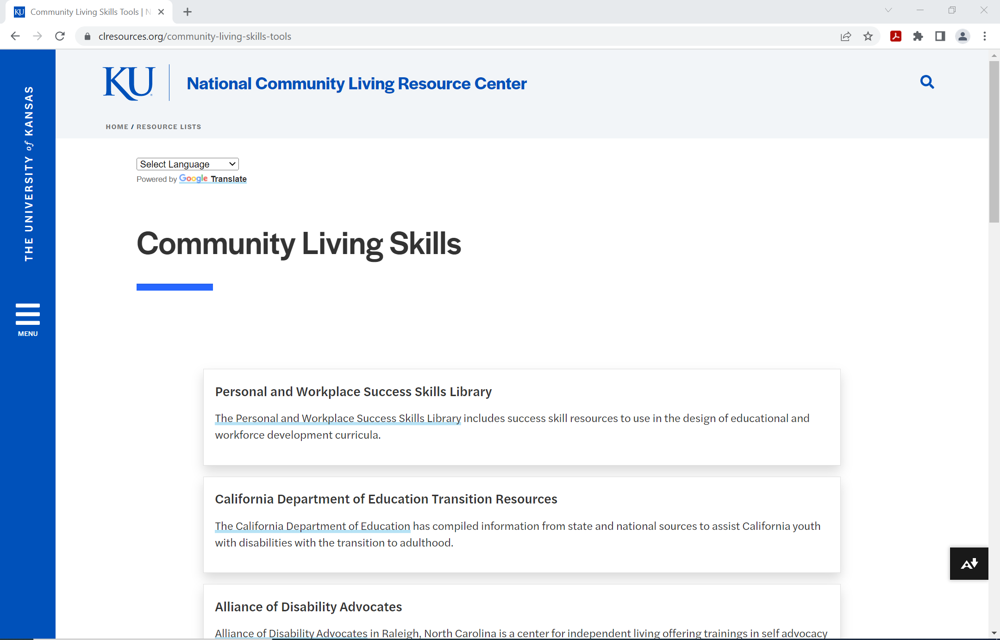 KU Community Living Skills Tools | N
clresources.org/community-living-skills-tools
THE UNIVERSITY of KANSAS
MENU
KU
National Community Living Resource Center
HOME / RESOURCE LISTS
Select Language
Powered by Google Translate
Community Living Skills
Personal and Workplace Success Skills Library
The Personal and Workplace Success Skills Library includes success skill resources to use in the design of educational and
workforce development curricula.
California Department of Education Transition Resources
The California Department of Education has compiled information from state and national sources to assist California youth
with disabilities with the transition to adulthood.
Alliance of Disability Advocates
Alliance of Disability Advocates in Raleigh, North Carolina is a center for independent living offering trainings in self advocacy